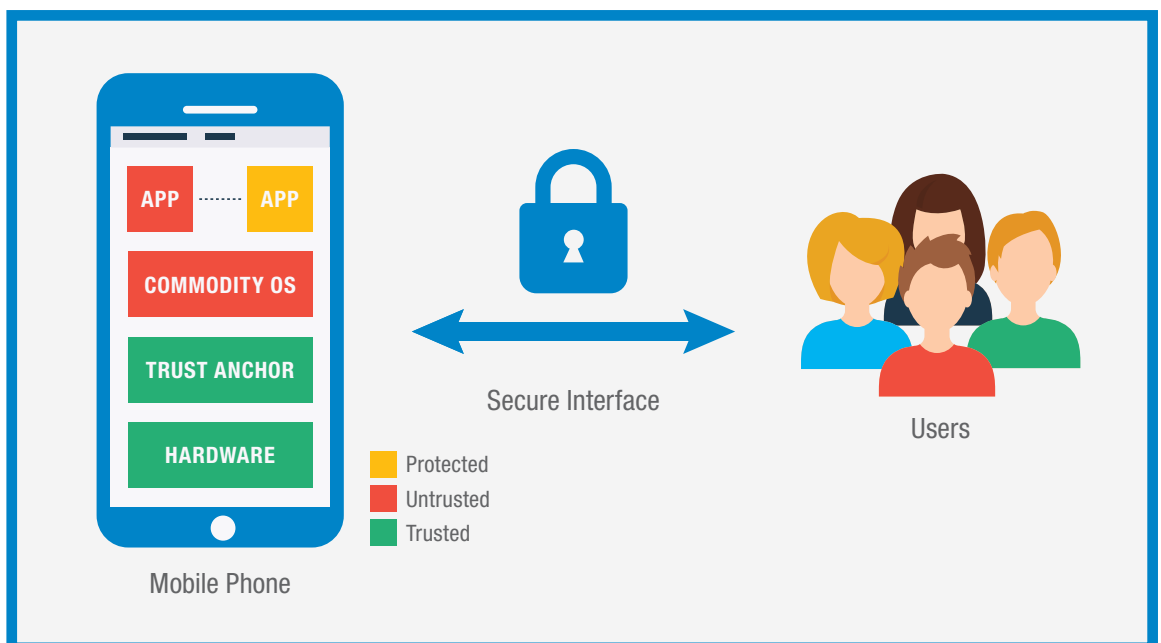 APP
APP
COMMODITY OS
TRUST ANCHOR
HARDWARE
Mobile Phone
Secure Interface
Protected
Untrusted
Trusted
Users